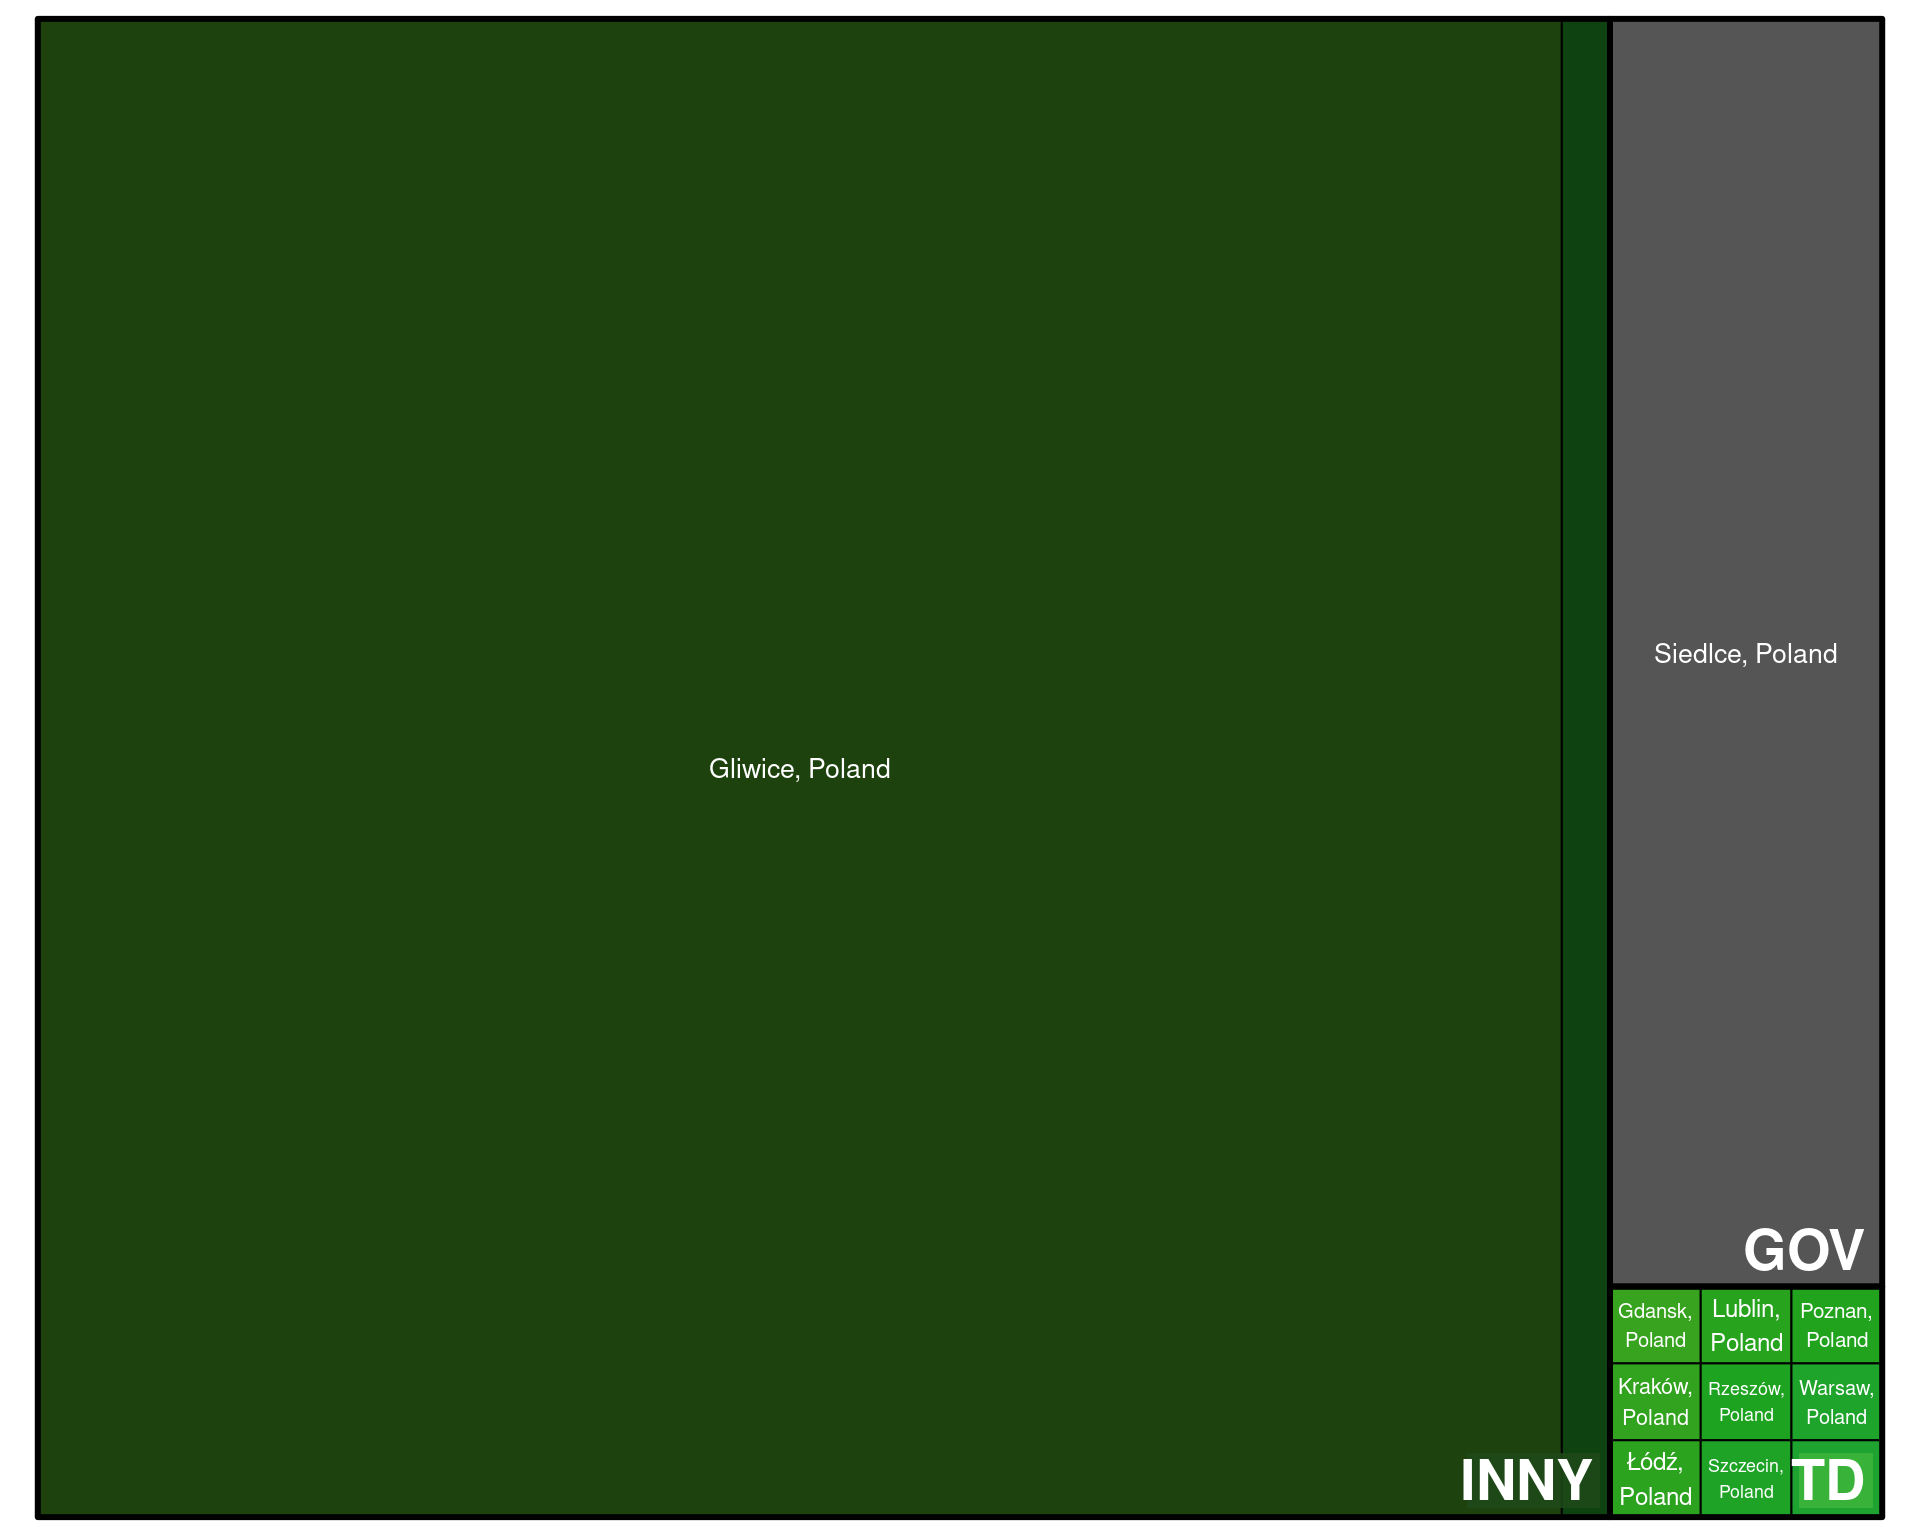 Gliwice, Poland
INNY
Siedlce, Poland
GOV
Gdansk,
Poland
Lublin,
Poland
Poznan,
Poland
Kraków,
Poland
Rzeszów,
Poland
Warsaw,
Poland
Łódź,
Poland
Szczecin,
Poland
TD